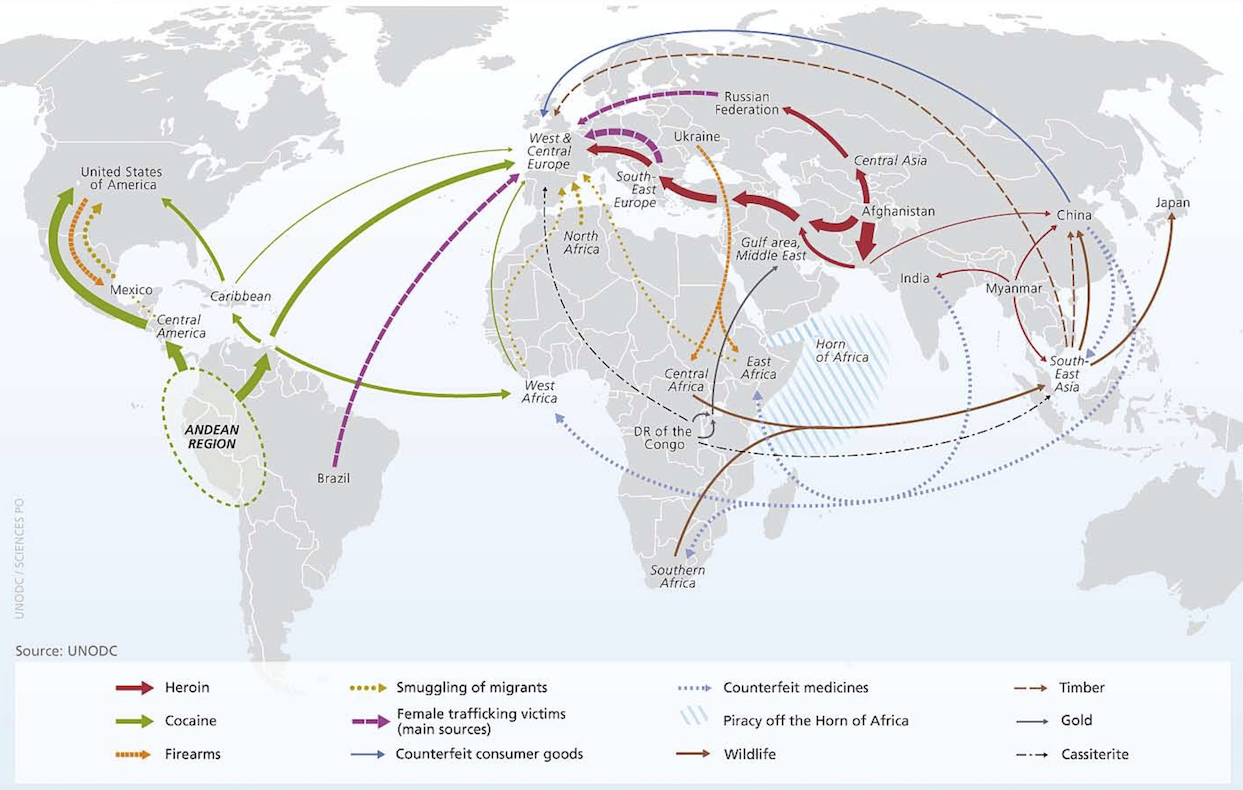 Russian
Federation
Ukraine
West &
Central
Europe
Central Asia
United States
of America
South-
East
Europe
Afghanistan
Japan
China
North
Africa
Gulf area,
Middle East
India
Myanmar
Mexico
Caribbean
Central
America
Horn
of Africa
South-
East
Asia
East
Africa
Central
Africa
West
Africa
ANDEAN
REGION
DR of the
Congo
Brazil
Southern
Africa
UNODC / SCIENCES PO
Source: UNODC
Heroin
Smuggling of migrants
Counterfeit medicines
Timber
Cocaine
Female trafficking victims
(main sources)
Piracy off the Horn of Africa
Gold
Firearms
Counterfeit consumer goods
Wildlife
Cassiterite